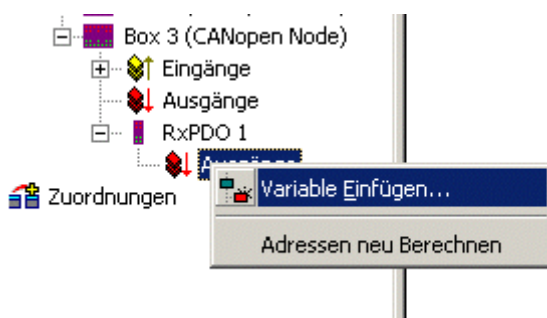 Box 3 (CANopen Node)
Eingänge
Ausgänge
RxPDO 1
Zuordnungen
Variable Einfügen...
Adressen neu Berechnen